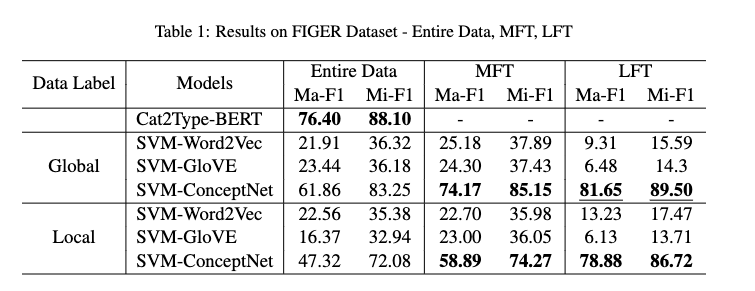 Table 1: Results on FIGER Dataset - Entire Data, MFT, LFT
Data Label Models Entire Data MFT LFT
Ma-F1 Mi-F1 Ma-F1 Mi-F1 Ma-F1 Mi-F1
Cat2Type-BERT 76.40 88.10 - - - -
SVM-Word2Vec 21.91 36.32 25.18 37.89 9.31 15.59
Global SVM-GloVE 23.44 36.18 24.30 37.43 6.48 14.3
SVM-ConceptNet 61.86 83.25 74.17 85.15 81.65 89.50
SVM-Word2Vec 22.56 35.38 22.70 35.98 13.23 17.47
Local SVM-GloVE 16.37 32.94 23.00 36.05 6.13 13.71
SVM-ConceptNet 47.32 72.08 58.89 74.27 78.88 86.72